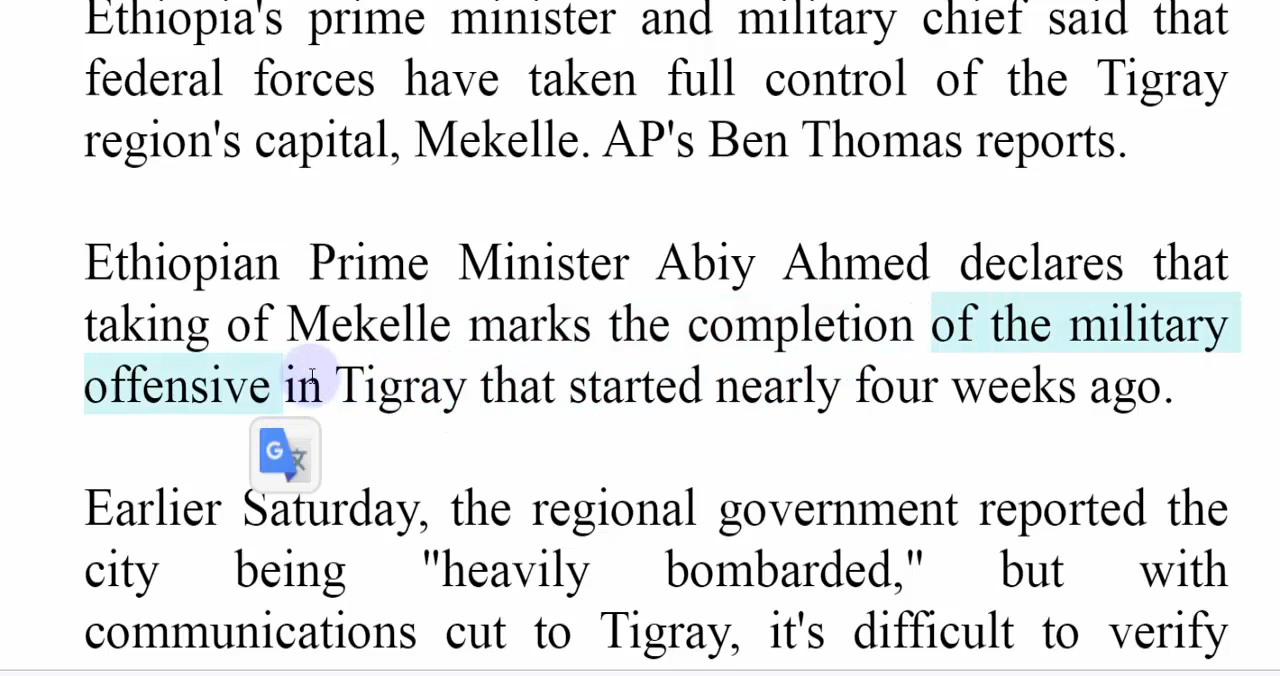 Ethiopia's prime minister and military chief said that
federal forces have taken full control of the Tigray
region's capital, Mekelle. AP's Ben Thomas reports.
Ethiopian Prime Minister Abiy Ahmed declares that
taking of Mekelle marks the completion of the military
offensive in Tigray that started nearly four weeks ago.
G 文
Earlier Saturday, the regional government reported the
city being "heavily bombarded," but with
communications cut to Tigray, it's difficult to verify